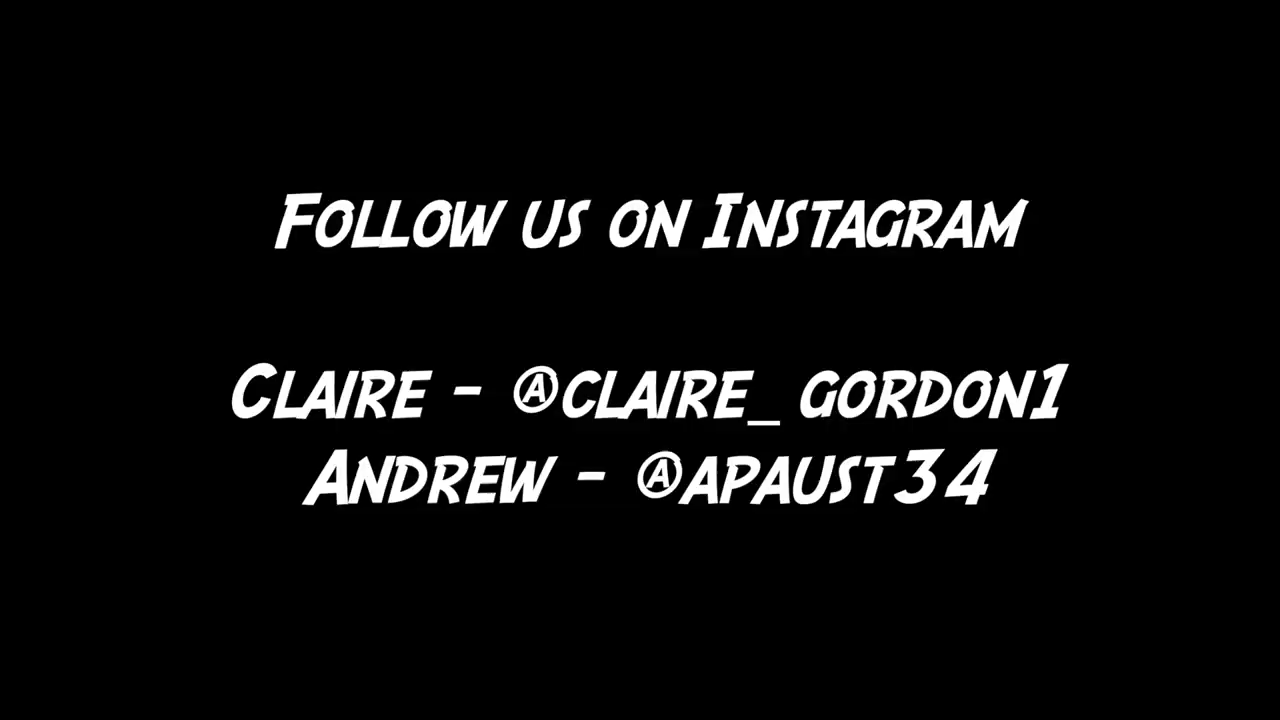 Follow us on Instagram
Claire - @claire_gordon1
Andrew - @apaust34